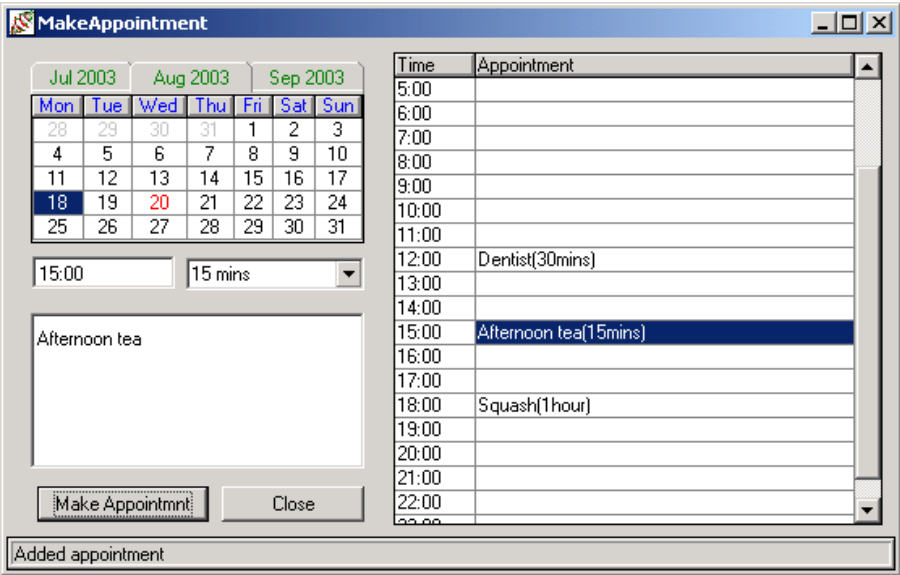 MakeAppointment
Jul 2003 Aug 2003 Sep 2003
Mon Tue Wed Thu Fri Sat Sun
28 29 30 31 1 2 3
4 5 6 7 8 9 10
11 12 13 14 15 16 17
18 19 20 21 22 23 24
25 26 27 28 29 30 31
15:00 15 mins
Afternoon tea
Make Appointmnt Close
Time Appointment
5:00
6:00
7:00
8:00
9:00
10:00
11:00
12:00 Dentist(30mins)
13:00
14:00
15:00 Afternoon tea(15mins)
16:00
17:00
18:00 Squash(1hour)
19:00
20:00
21:00
22:00
Added appointment